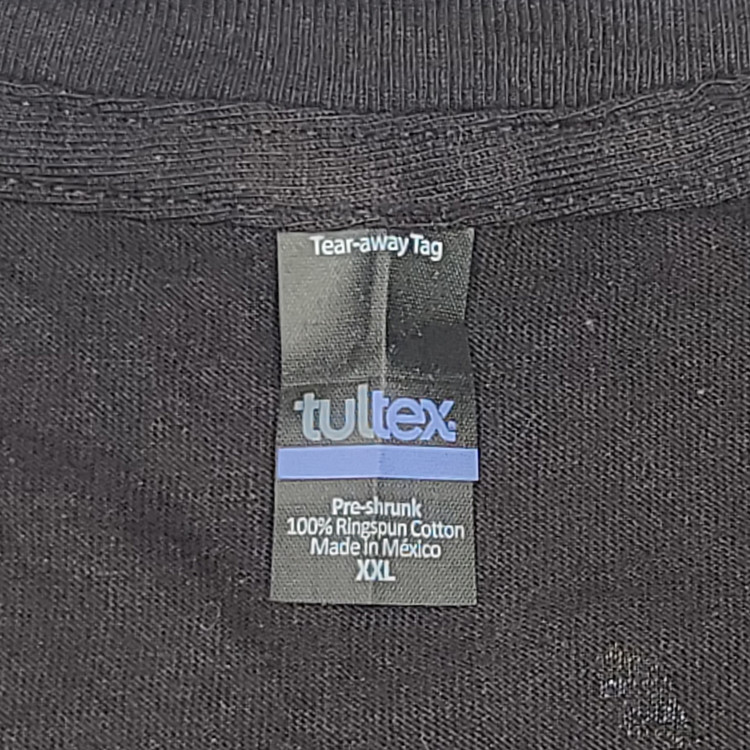 Tear-away Tag
tultex
Pre-shrunk
100% Ringspun Cotton
Made in México
XXL